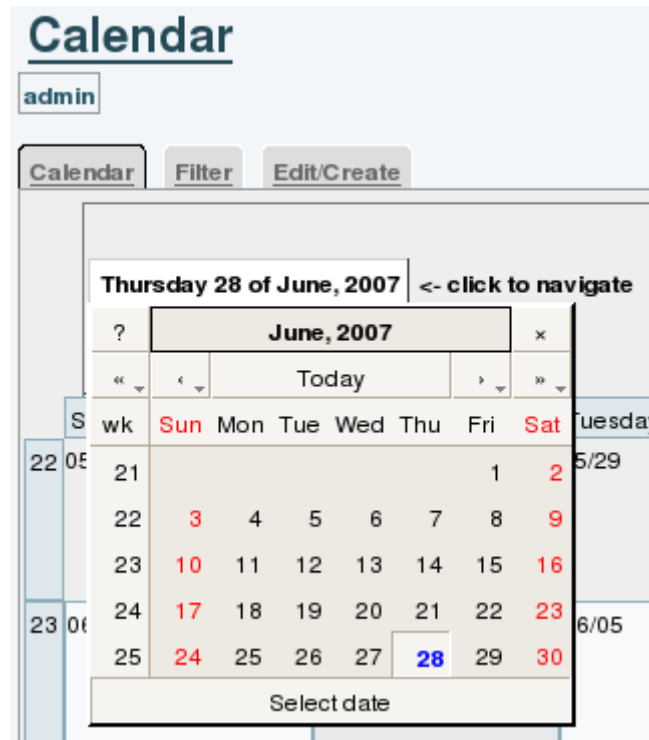 Calendar
admin
Calendar Filter Edit/Create
Thursday 28 of June, 2007 <- click to navigate
? June, 2007 ×
« ‹ Today › »
wk Sun Mon Tue Wed Thu Fri Sat
21 1 2
22 3 4 5 6 7 8 9
23 10 11 12 13 14 15 16
24 17 18 19 20 21 22 23
25 24 25 26 27 28 29 30
Select date
S uesday
22 05 5/29
23 06 6/05